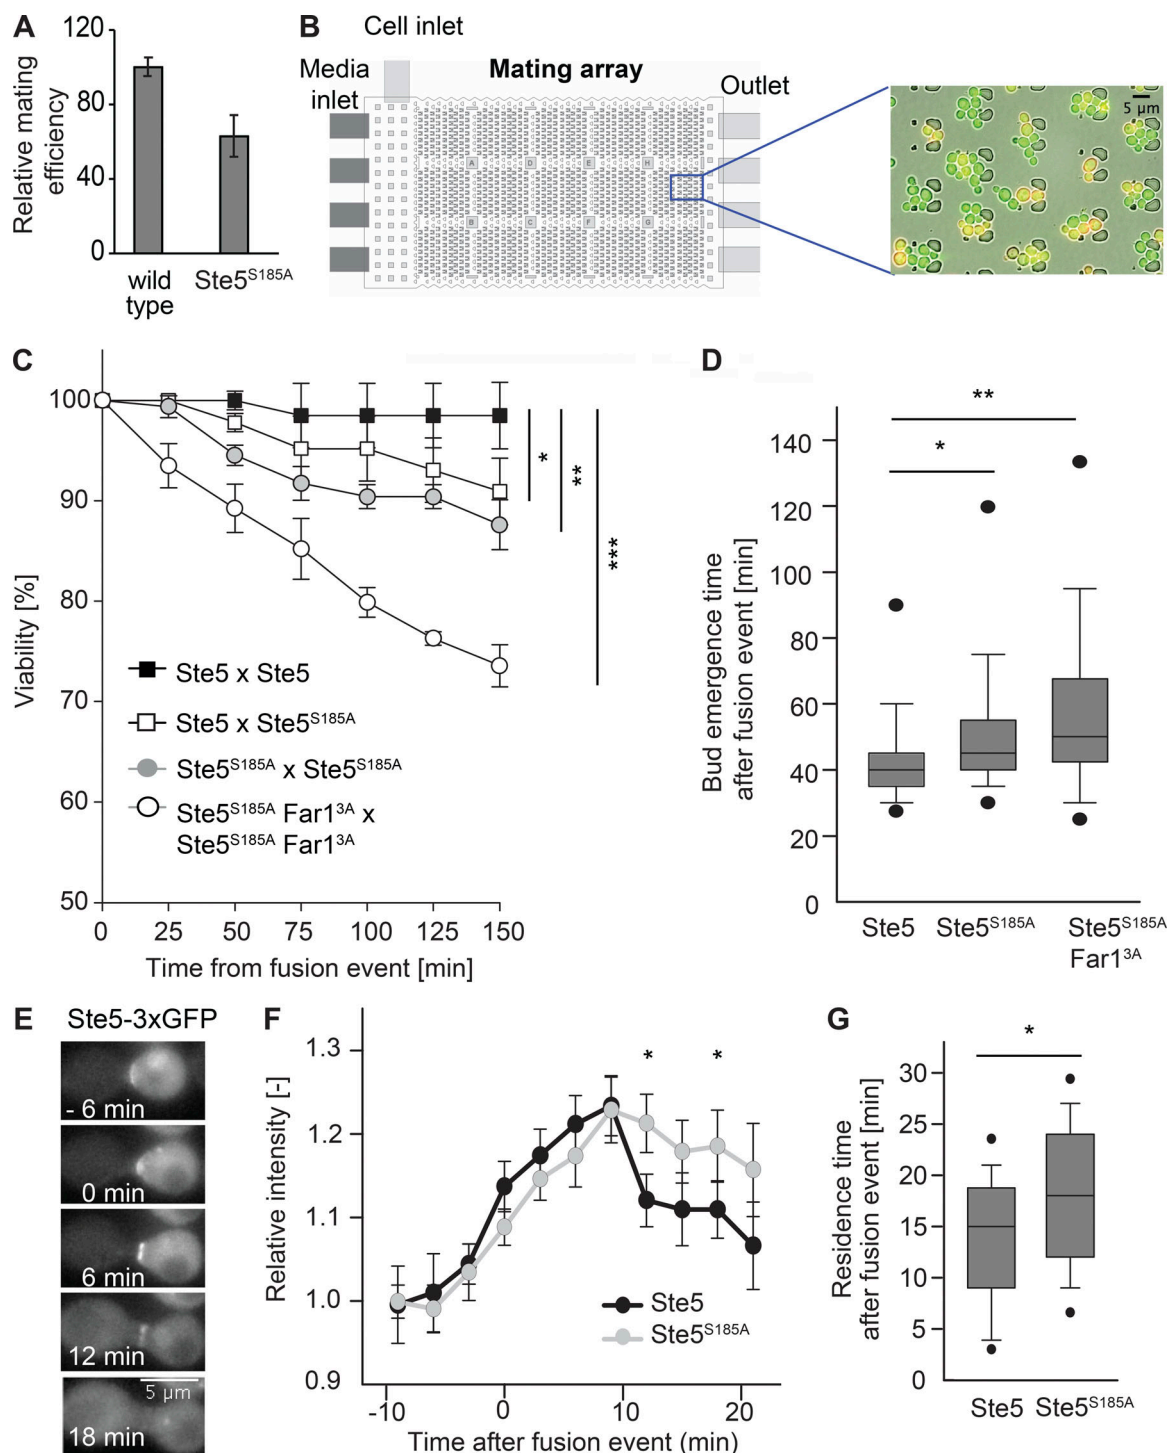 A
120
80
40
0
Relative mating
efficiency
wild
type
Ste5S185A
B
Cell inlet
Media
inlet
Mating array
Outlet
A
D
E
H
B
C
F
G
5 µm
C
100
90
80
70
60
50
Viability [%]
*
**
***
Ste5 x Ste5
Ste5 x Ste5S185A
Ste5S185A x Ste5S185A
Ste5S185A Far13A x
Ste5S185A Far13A
0 25 50 75 100 125 150
Time from fusion event [min]
D
**
*
140
120
100
80
60
40
20
0
Bud emergence time
after fusion event [min]
Ste5
Ste5S185A
Ste5S185A
Far13A
E
Ste5-3xGFP
- 6 min
0 min
6 min
12 min
5 µm
18 min
F
1.3
1.2
1.1
1.0
0.9
Relative intensity [-]
* *
Ste5
Ste5S185A
-10 0 10 20
Time after fusion event (min)
G
*
30
25
20
15
10
5
0
Residence time
after fusion event [min]
Ste5 Ste5S185A